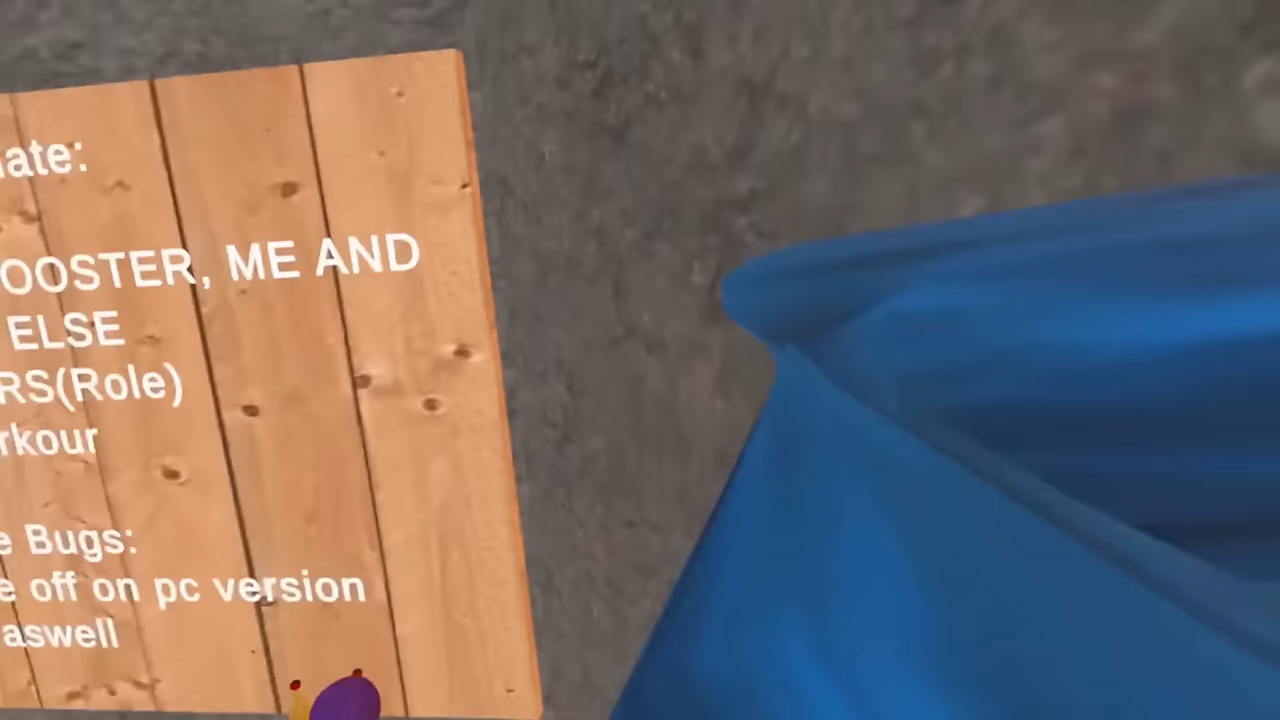 ate:
OOSTER, ME AND
ELSE
RS(Role)
rkour
e Bugs:
e off on pc version
aswell